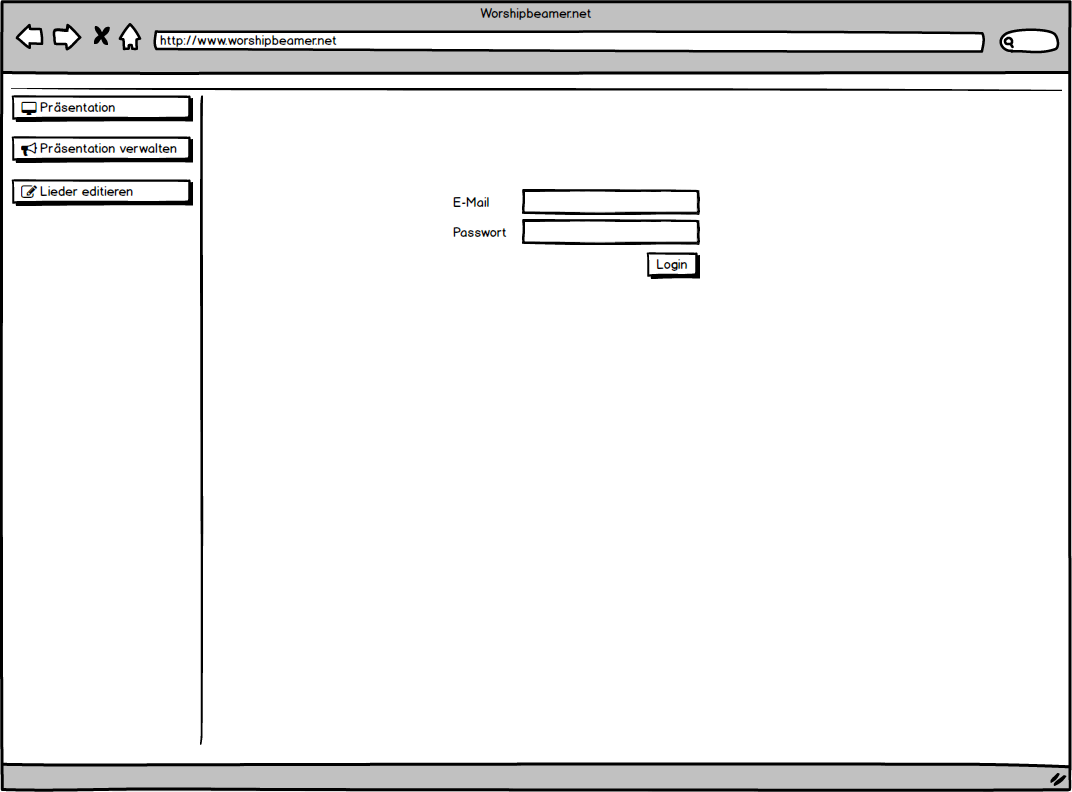 Worshipbeamer.net
http://www.worshipbeamer.net
Präsentation
Präsentation verwalten
Lieder editieren
E-Mail
Passwort
Login